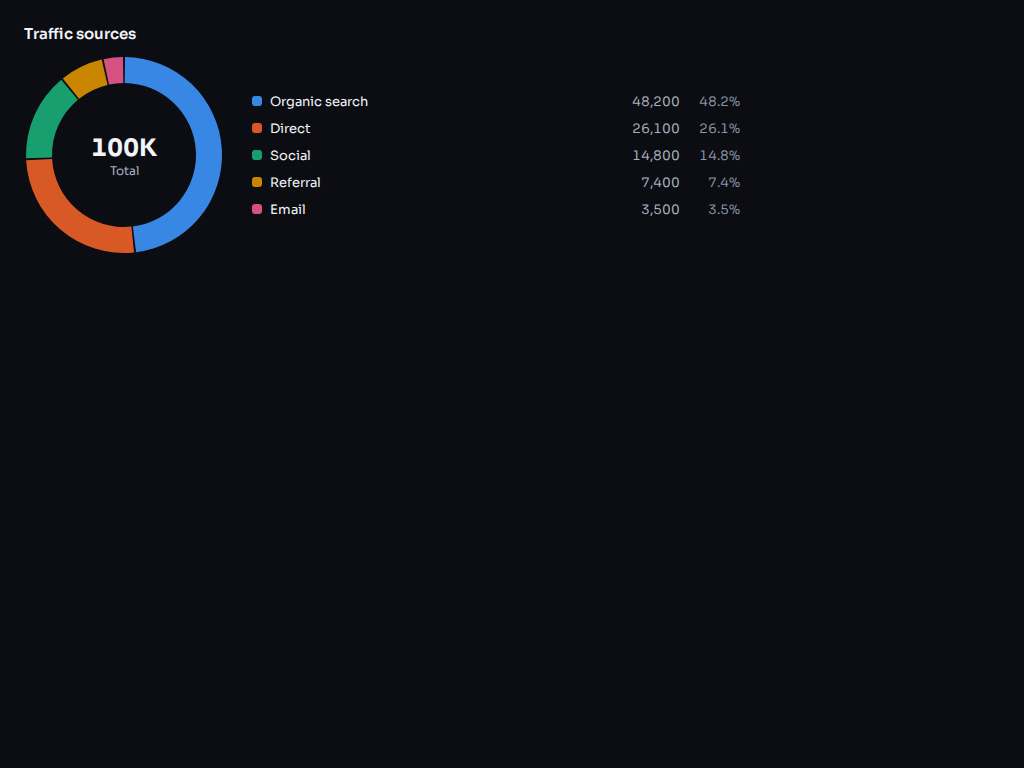 Traffic sources
100K
Total
Organic search 48,200 48.2%
Direct 26,100 26.1%
Social 14,800 14.8%
Referral 7,400 7.4%
Email 3,500 3.5%